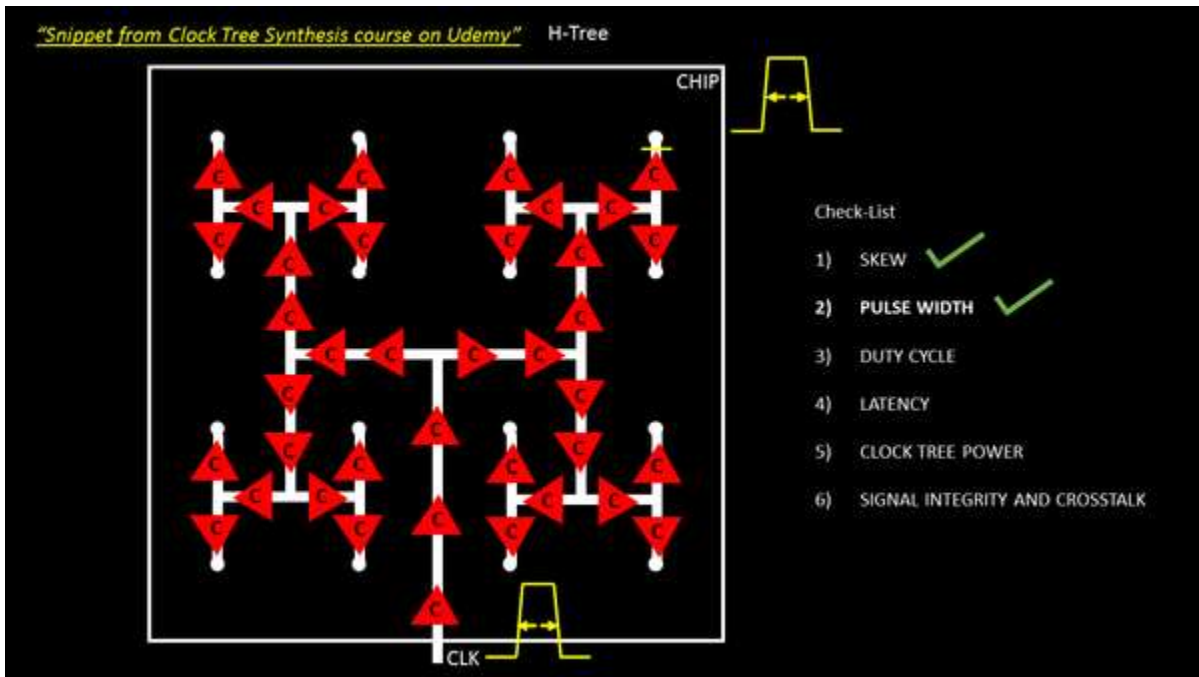 "Snippet from Clock Tree Synthesis course on Udemy" H-Tree
CHIP
C C C C
C C C C
C C C C
C C
C C
C C C C
C C
C
C C
C C C C
C C C C
C C C C
C
C
CLK
Check-List
1) SKEW
2) PULSE WIDTH
3) DUTY CYCLE
4) LATENCY
5) CLOCK TREE POWER
6) SIGNAL INTEGRITY AND CROSSTALK